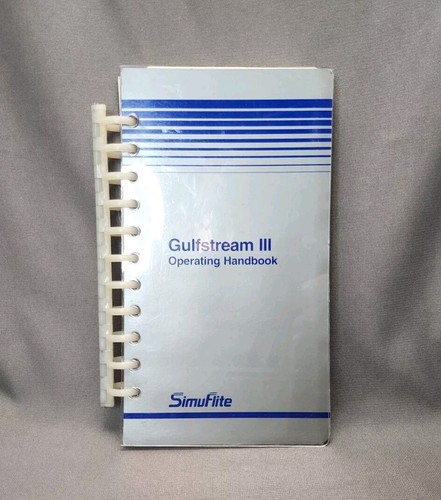 Gulfstream III
Operating Handbook
SimuFlite